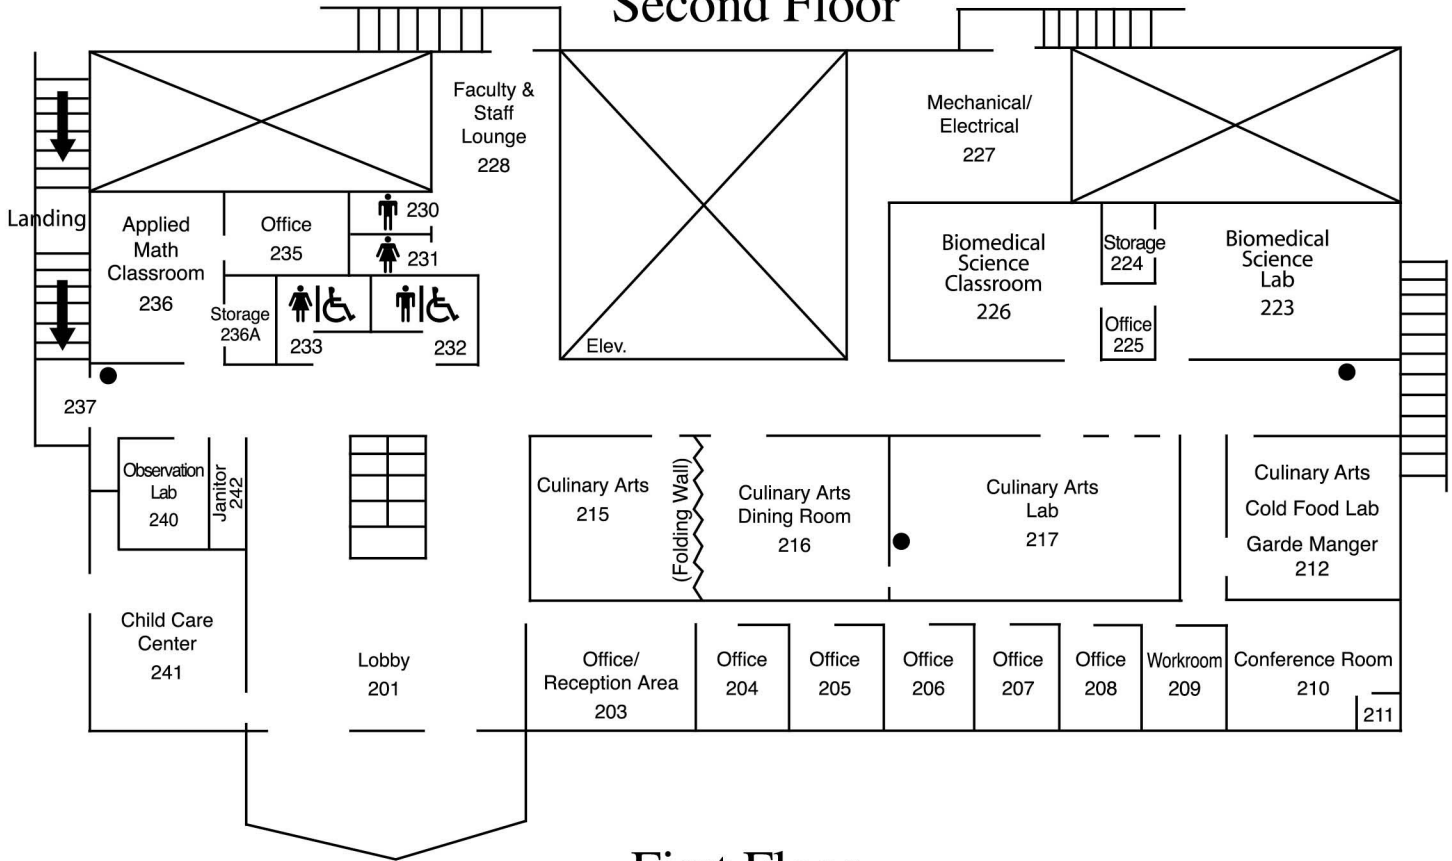 Second Floor
Faculty &
Staff
Lounge
228
Mechanical/
Electrical
227
Landing
Applied
Math
Classroom
236
Office
235
230
231
Storage
236A
233
232
Elev.
Biomedical
Science
Classroom
226
Storage
224
Office
225
Biomedical
Science
Lab
223
237
Observation
Lab
240
Janitor
242
Culinary Arts
215
(Folding Wall)
Culinary Arts
Dining Room
216
Culinary Arts
Lab
217
Culinary Arts
Cold Food Lab
Garde Manger
212
Child Care
Center
241
Lobby
201
Office/
Reception Area
203
Office
204
Office
205
Office
206
Office
207
Office
208
Workroom
209
Conference Room
210
211
First Floor